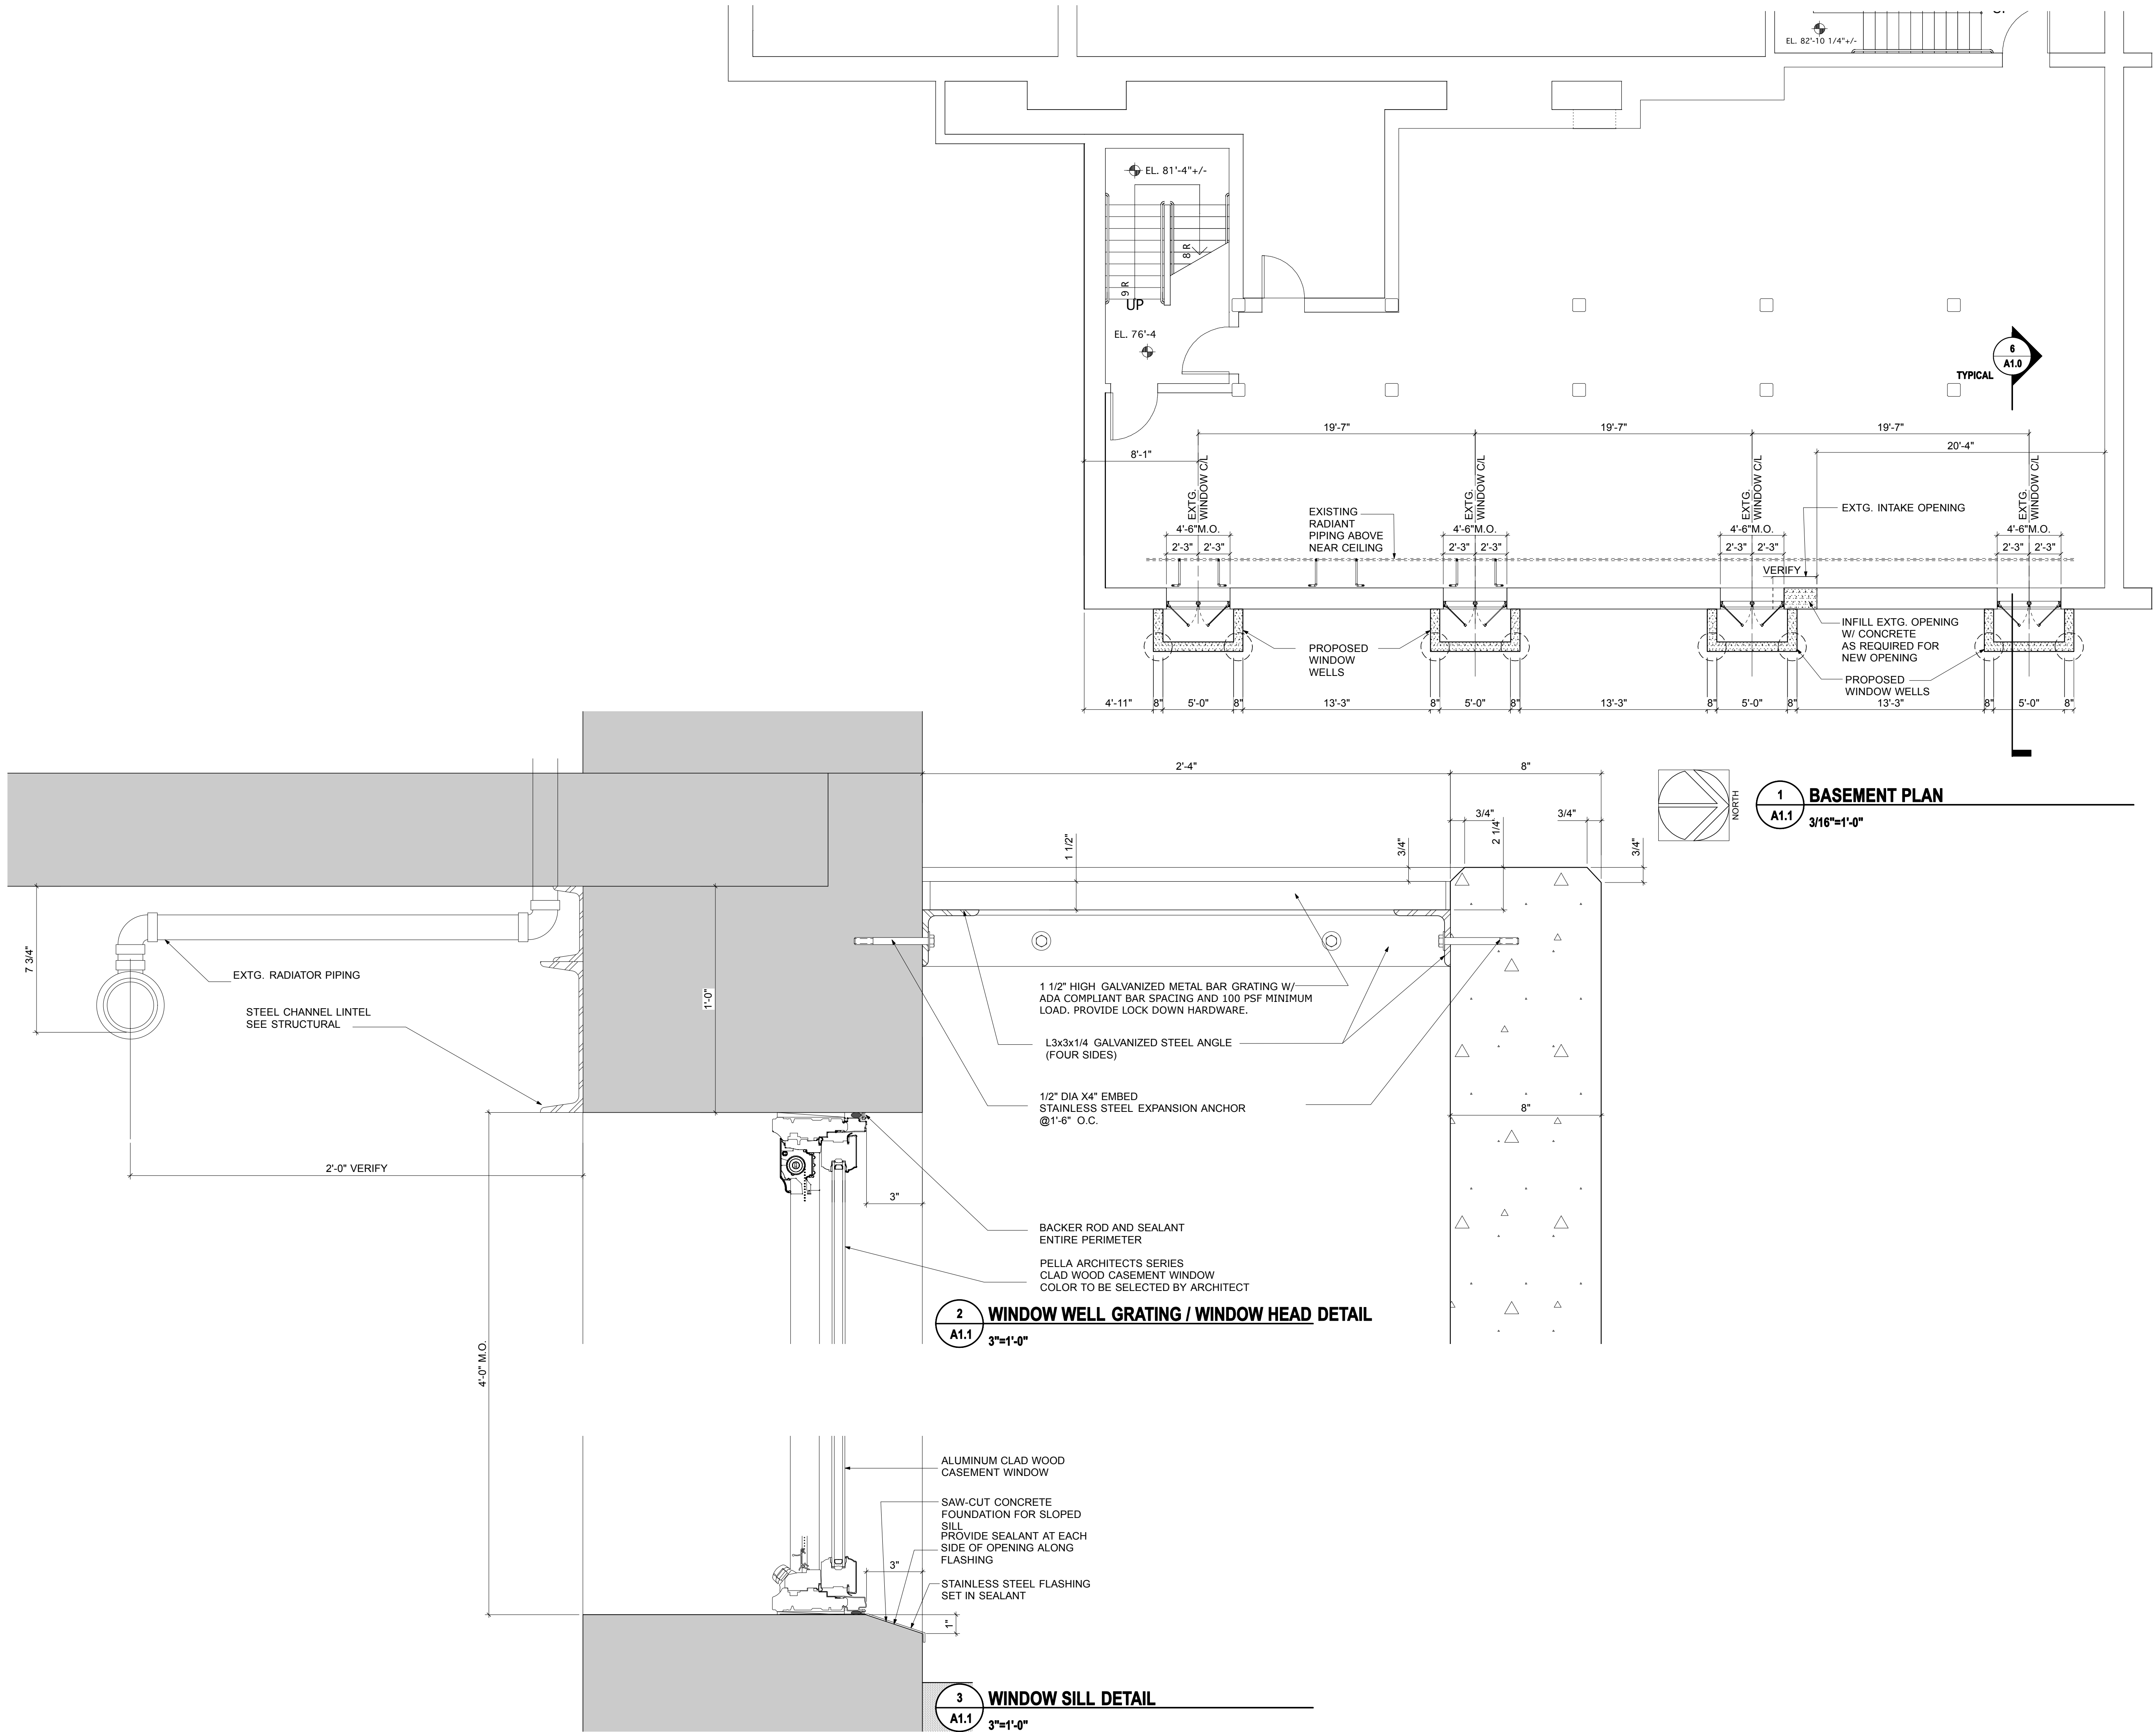 EL. 82'-10 1/4"+/-
EL. 81'-4"+/-
8 R
9 R
UP
EL. 76'-4
6
A1.0
TYPICAL
19'-7"
19'-7"
19'-7"
8'-1"
20'-4"
EXTG.
WINDOW C/L
EXTG.
WINDOW C/L
EXTG.
WINDOW C/L
EXTG.
WINDOW C/L
EXISTING
RADIANT
PIPING ABOVE
NEAR CEILING
EXTG. INTAKE OPENING
4'-6"M.O.
4'-6"M.O.
4'-6"M.O.
4'-6"M.O.
2'-3" 2'-3"
2'-3" 2'-3"
2'-3" 2'-3"
2'-3" 2'-3"
VERIFY
INFILL EXTG. OPENING
W/ CONCRETE
AS REQUIRED FOR
NEW OPENING
PROPOSED
WINDOW
WELLS
PROPOSED
WINDOW WELLS
4'-11" 8" 5'-0" 8" 13'-3" 8" 5'-0" 8" 13'-3" 8" 5'-0" 8" 13'-3" 8" 5'-0" 8"
NORTH
1
A1.1
BASEMENT PLAN
3/16"=1'-0"
2'-4"
8"
3/4"
3/4"
2 1/4"
1 1/2"
3/4"
3/4"
7 3/4"
EXTG. RADIATOR PIPING
STEEL CHANNEL LINTEL
SEE STRUCTURAL
1'-0"
1 1/2" HIGH GALVANIZED METAL BAR GRATING W/
ADA COMPLIANT BAR SPACING AND 100 PSF MINIMUM
LOAD. PROVIDE LOCK DOWN HARDWARE.
L3x3x1/4 GALVANIZED STEEL ANGLE
(FOUR SIDES)
1/2" DIA X4" EMBED
STAINLESS STEEL EXPANSION ANCHOR
@1'-6" O.C.
8"
2'-0" VERIFY
3"
BACKER ROD AND SEALANT
ENTIRE PERIMETER
PELLA ARCHITECTS SERIES
CLAD WOOD CASEMENT WINDOW
COLOR TO BE SELECTED BY ARCHITECT
2
A1.1
WINDOW WELL GRATING / WINDOW HEAD DETAIL
3"=1'-0"
4'-0" M.O.
ALUMINUM CLAD WOOD
CASEMENT WINDOW
SAW-CUT CONCRETE
FOUNDATION FOR SLOPED
SILL
PROVIDE SEALANT AT EACH
SIDE OF OPENING ALONG
FLASHING
3"
STAINLESS STEEL FLASHING
SET IN SEALANT
1"
3
A1.1
WINDOW SILL DETAIL
3"=1'-0"